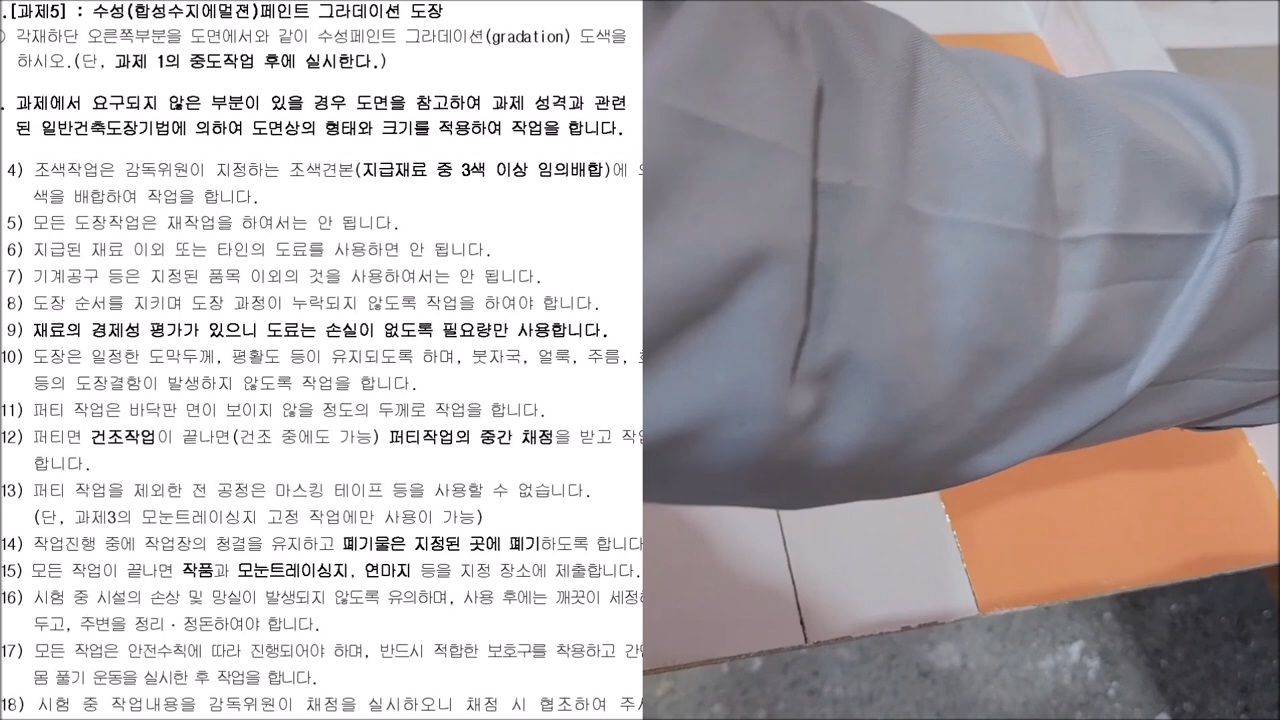 .[과제5] : 수성(합성수지에멀젼)페인트 그라데이션 도장
각재하단 오른쪽부분을 도면에서와 같이 수성페인트 그라데이션(gradation) 도색을
하시오.(단, 과제 1의 중도작업 후에 실시한다.)
. 과제에서 요구되지 않은 부분이 있을 경우 도면을 참고하여 과제 성격과 관련
된 일반건축도장기법에 의하여 도면상의 형태와 크기를 적용하여 작업을 합니다.
4) 조색작업은 감독위원이 지정하는 조색견본(지급재료 중 3색 이상 임의배합)에
색을 배합하여 작업을 합니다.
5) 모든 도장작업은 재작업을 하여서는 안 됩니다.
6) 지급된 재료 이외 또는 타인의 도료를 사용하면 안 됩니다.
7) 기계공구 등은 지정된 품목 이외의 것을 사용하여서는 안 됩니다.
8) 도장 순서를 지키며 도장 과정이 누락되지 않도록 작업을 하여야 합니다.
9) 재료의 경제성 평가가 있으니 도료는 손실이 없도록 필요량만 사용합니다.
10) 도장은 일정한 도막두께, 평활도 등이 유지되도록 하며, 붓자국, 얼룩, 주름,
등의 도장결함이 발생하지 않도록 작업을 합니다.
11) 퍼티 작업은 바닥판 면이 보이지 않을 정도의 두께로 작업을 합니다.
12) 퍼티면 건조작업이 끝나면(건조 중에도 가능) 퍼티작업의 중간 채점을 받고
합니다.
13) 퍼티 작업을 제외한 전 공정은 마스킹 테이프 등을 사용할 수 없습니다.
(단, 과제3의 모눈트레이싱지 고정 작업에만 사용이 가능)
14) 작업진행 중에 작업장의 청결을 유지하고 폐기물은 지정된 곳에 폐기하도록 합니다
15) 모든 작업이 끝나면 작품과 모눈트레이싱지, 연마지 등을 지정 장소에 제출합니다.
16) 시험 중 시설의 손상 및 망실이 발생되지 않도록 유의하며, 사용 후에는 깨끗이
두고, 주변을 정리·정돈하여야 합니다.
17) 모든 작업은 안전수칙에 따라 진행되어야 하며, 반드시 적합한 보호구를 착용하고
몸 풀기 운동을 실시한 후 작업을 합니다.
18) 시험 중 작업내용을 감독위원이 채점을 실시하오니 채점 시 협조하여